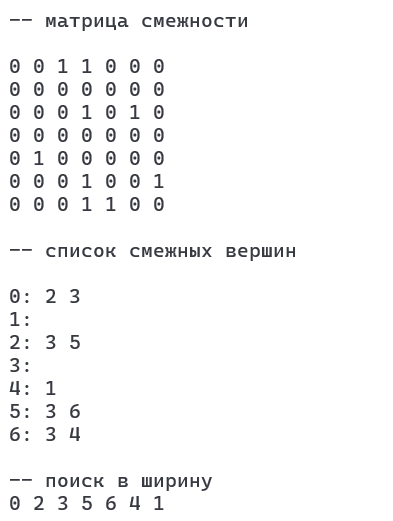 -- матрица смежности
0 0 1 1 0 0 0
0 0 0 0 0 0 0
0 0 0 1 0 1 0
0 0 0 0 0 0 0
0 1 0 0 0 0 0
0 0 0 1 0 0 1
0 0 0 1 1 0 0
-- список смежных вершин
0: 2 3
1:
2: 3 5
3:
4: 1
5: 3 6
6: 3 4
-- поиск в ширину
0 2 3 5 6 4 1